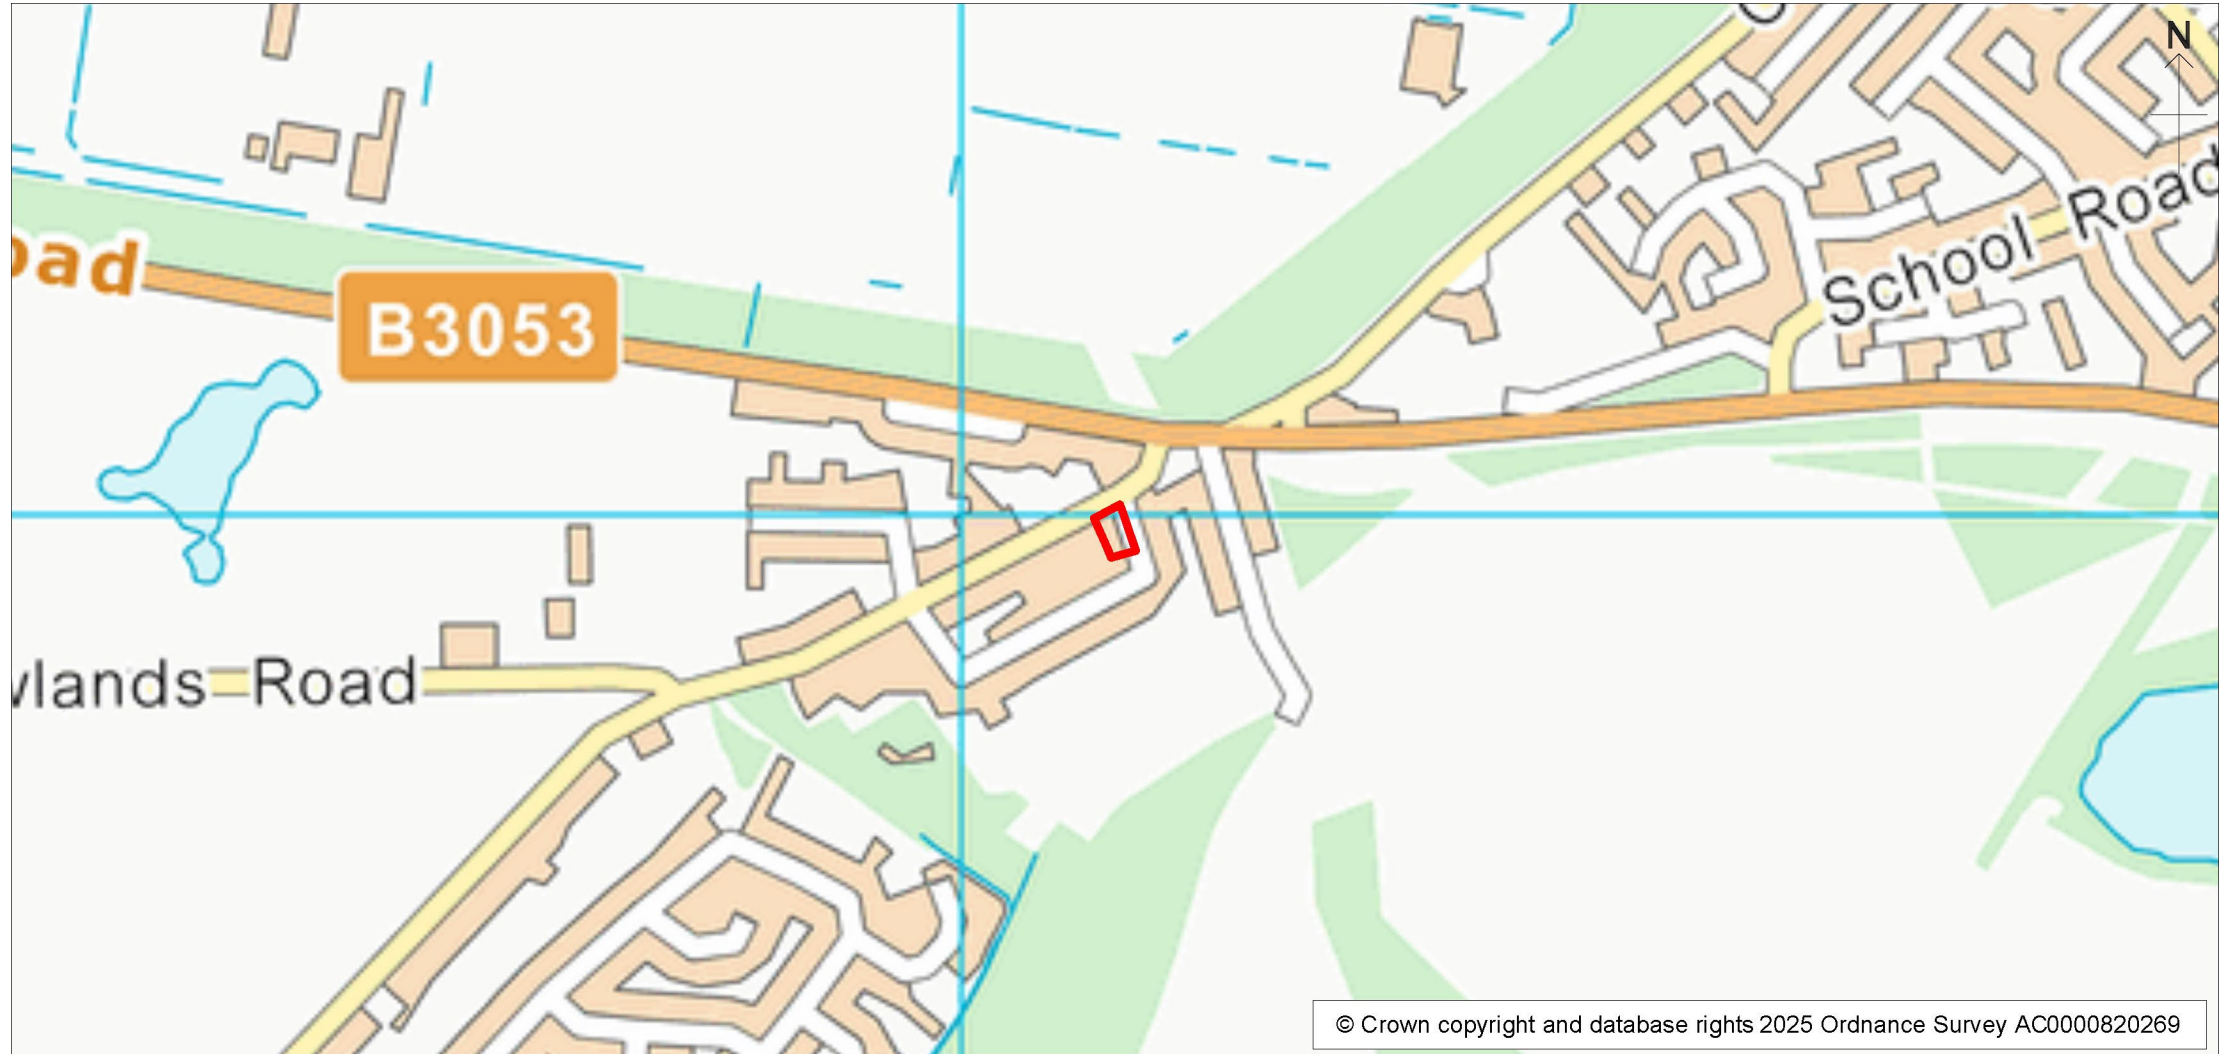 N
Road
School
oad
B3053
wlands Road
© Crown copyright and database rights 2025 Ordnance Survey AC0000820269